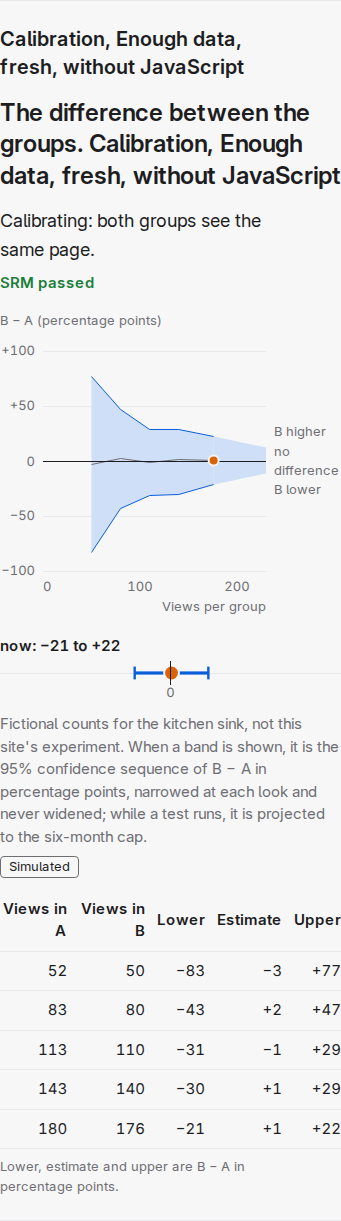 Calibration, Enough data,
fresh, without JavaScript
The difference between the
groups. Calibration, Enough
data, fresh, without JavaScript
Calibrating: both groups see the
same page.
SRM passed
B − A (percentage points)
+100
+50
0
−50
−100
B higher
no
difference
B lower
0 100 200
Views per group
now: −21 to +22
0
Fictional counts for the kitchen sink, not this
site's experiment. When a band is shown, it is the
95% confidence sequence of B − A in
percentage points, narrowed at each look and
never widened; while a test runs, it is projected
to the six-month cap.
Simulated
Views in A Views in B Lower Estimate Upper
52 50 −83 −3 +77
83 80 −43 +2 +47
113 110 −31 −1 +29
143 140 −30 +1 +29
180 176 −21 +1 +22
Lower, estimate and upper are B − A in
percentage points.